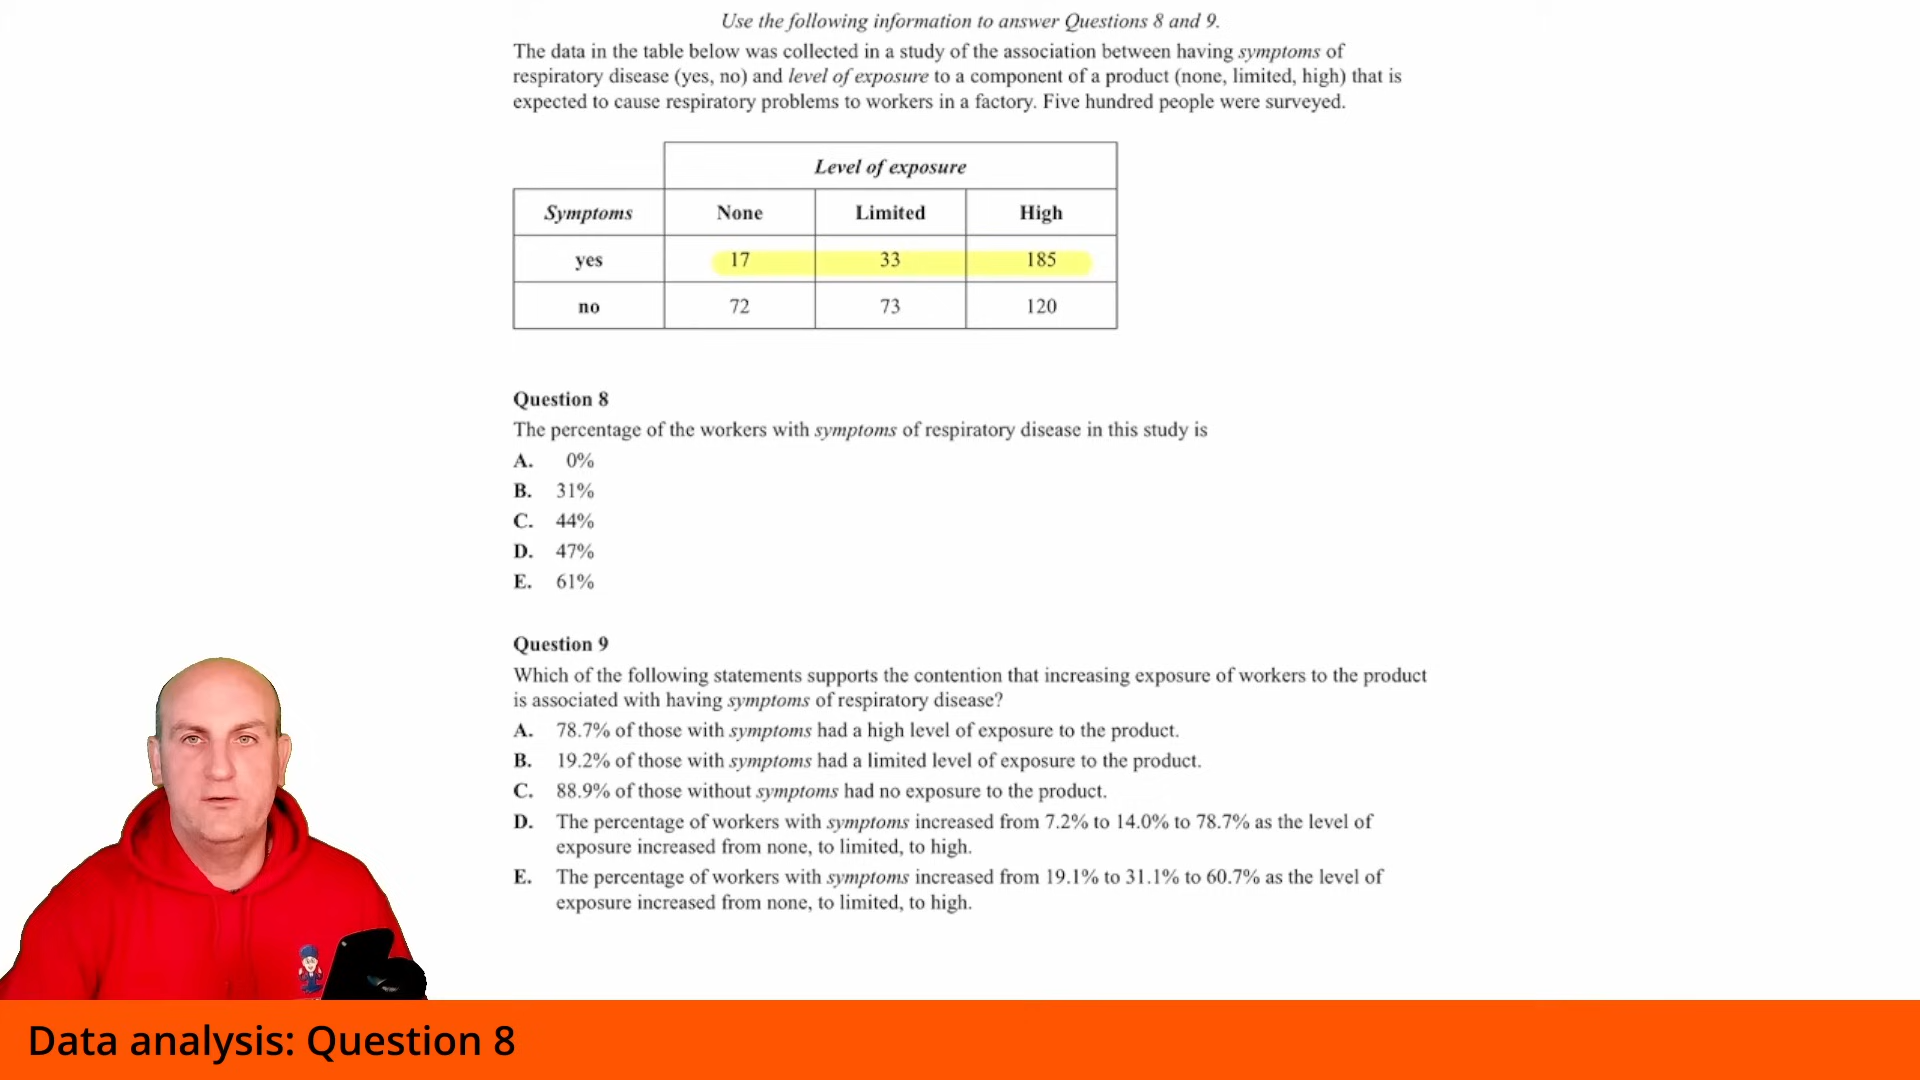 Use the following information to answer Questions 8 and 9.
The data in the table below was collected in a study of the association between having symptoms of
respiratory disease (yes, no) and level of exposure to a component of a product (none, limited, high) that is
expected to cause respiratory problems to workers in a factory. Five hundred people were surveyed.
Level of exposure
Symptoms None Limited High
yes 17 33 185
no 72 73 120
Question 8
The percentage of the workers with symptoms of respiratory disease in this study is
A. 0%
B. 31%
C. 44%
D. 47%
E. 61%
Question 9
Which of the following statements supports the contention that increasing exposure of workers to the product
is associated with having symptoms of respiratory disease?
A. 78.7% of those with symptoms had a high level of exposure to the product.
B. 19.2% of those with symptoms had a limited level of exposure to the product.
C. 88.9% of those without symptoms had no exposure to the product.
D. The percentage of workers with symptoms increased from 7.2% to 14.0% to 78.7% as the level of
exposure increased from none, to limited, to high.
E. The percentage of workers with symptoms increased from 19.1% to 31.1% to 60.7% as the level of
exposure increased from none, to limited, to high.
Data analysis: Question 8